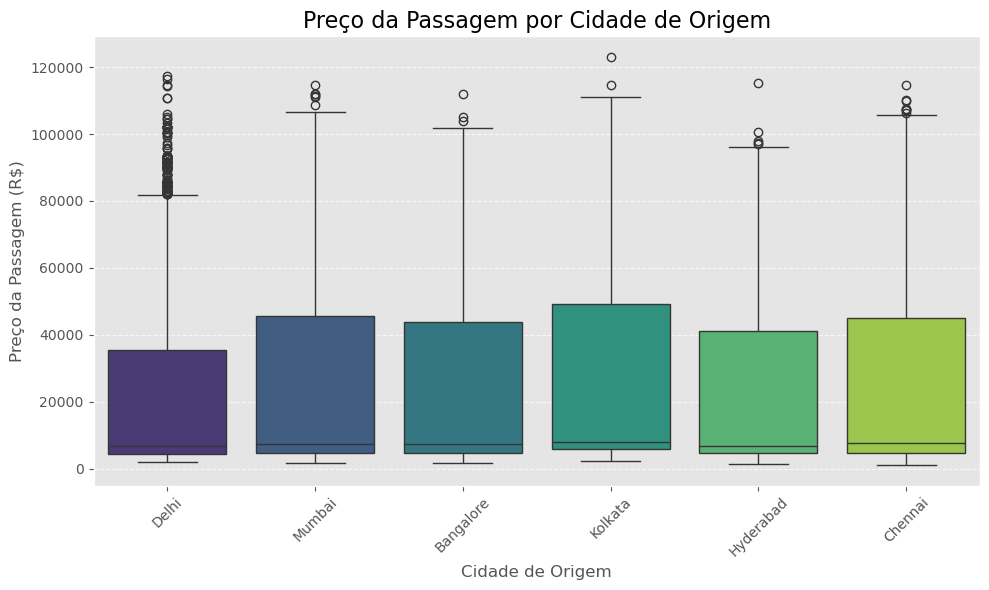 Preço da Passagem por Cidade de Origem
Preço da Passagem (R$)
120000
100000
80000
60000
40000
20000
0
Delhi
Mumbai
Bangalore
Kolkata
Hyderabad
Chennai
Cidade de Origem